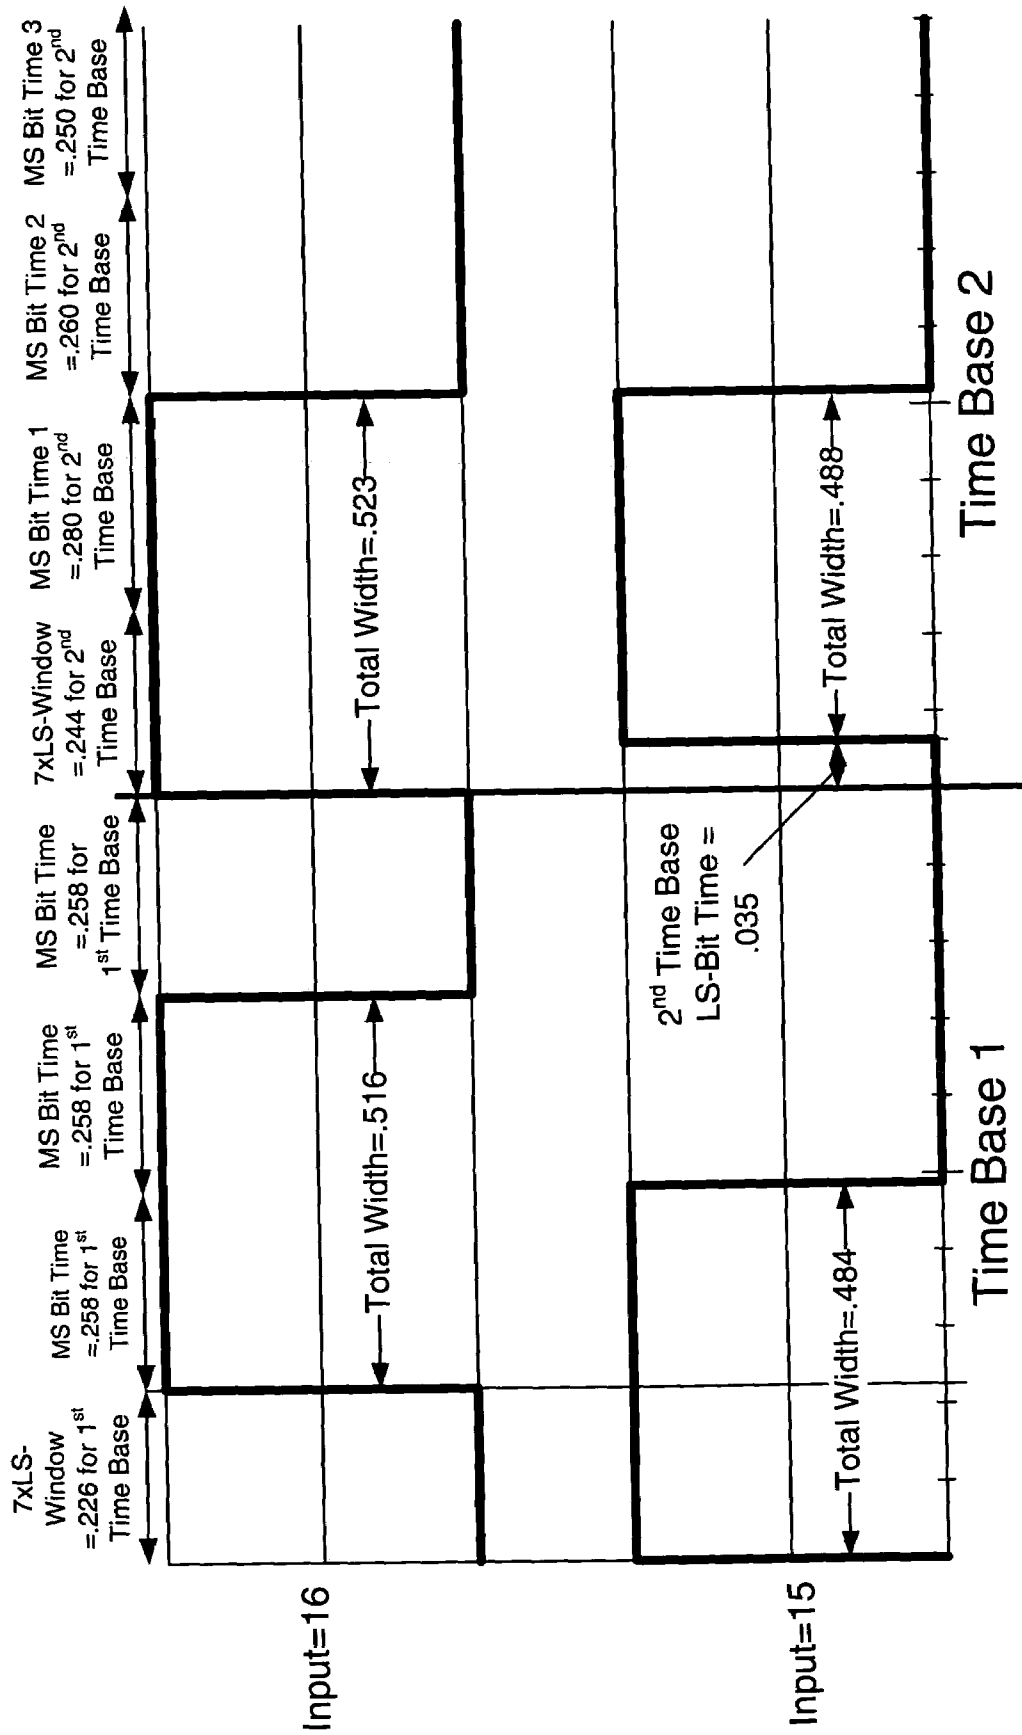 7xLS-
Window
=.226 for 1st
Time Base
MS Bit Time
=.258 for 1st
Time Base
MS Bit Time
=.258 for 1st
Time Base
MS Bit Time
=.258 for
1st Time Base
7xLS-Window
=.244 for 2nd
Time Base
MS Bit Time 1
=.280 for 2nd
Time Base
MS Bit Time 2
=.260 for 2nd
Time Base
MS Bit Time 3
=.250 for 2nd
Time Base
Input=16
Total Width=.516
Total Width=.523
2nd Time Base
LS-Bit Time =
.035
Input=15
Total Width=.484
Total Width=.488
Time Base 1
Time Base 2